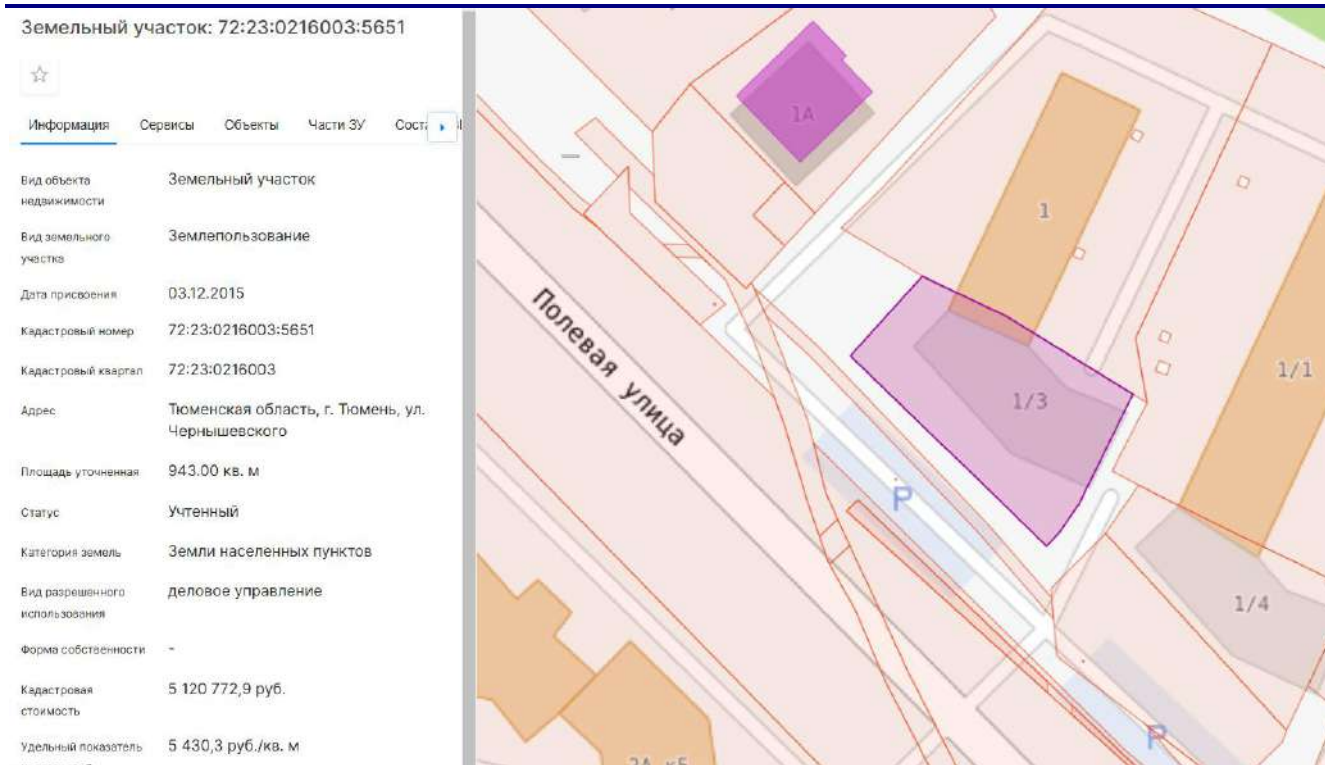 Земельный участок: 72:23:0216003:5651
Информация Сервисы Объекты Части ЗУ
Вид объекта недвижимости
Земельный участок
Вид земельного участка
Землепользование
Дата присвоения
03.12.2015
Кадастровый номер
72:23:0216003:5651
Кадастровый квартал
72:23:0216003
Адрес
Тюменская область, г. Тюмень, ул.
Чернышевского
Площадь уточненная
943.00 кв. м
Статус
Учтенный
Категория земель
Земли населенных пунктов
Вид разрешенного
использования
деловое управление
Форма собственности
-
Кадастровая
стоимость
5 120 772,9 руб.
Удельный показатель
5 430,3 руб./кв. м
1А
1
Полевая улица
1/3
1/1
P
1/4
P